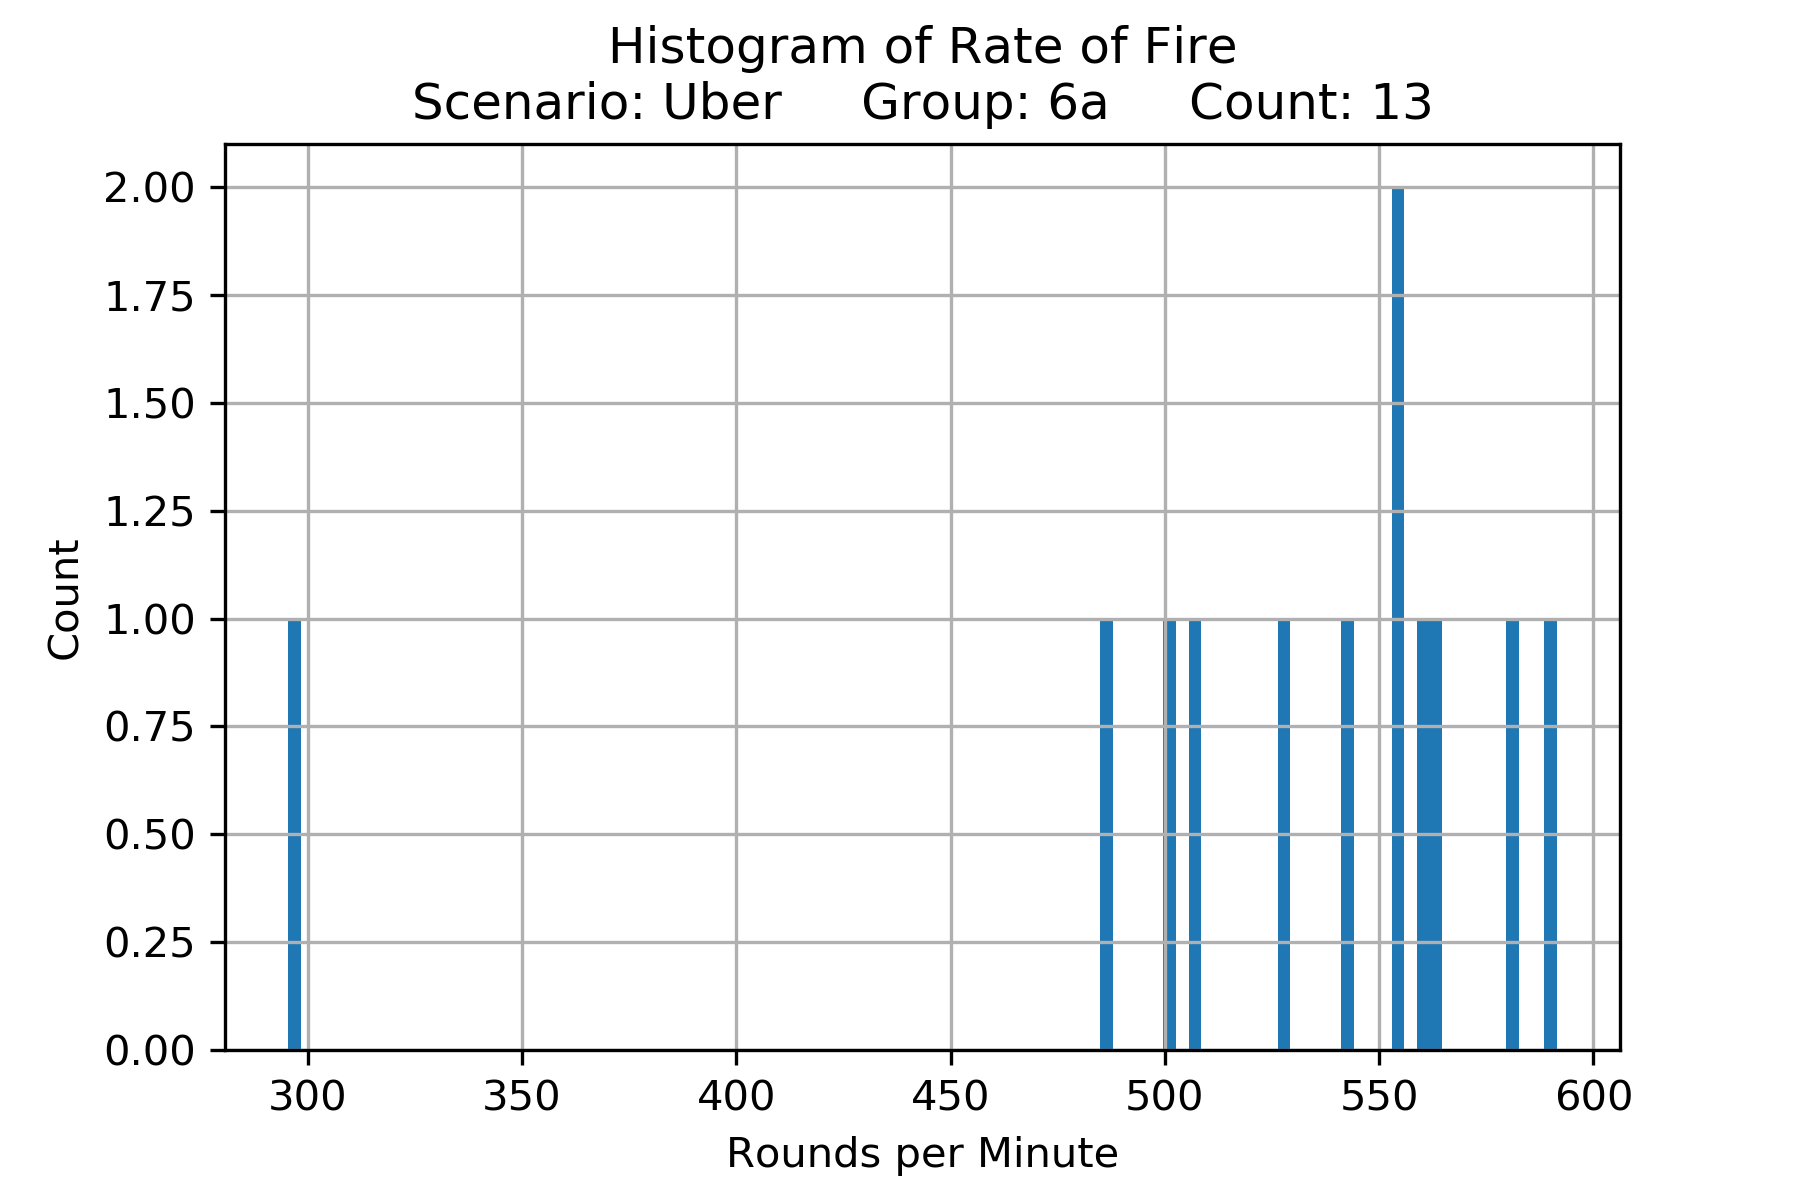 Histogram of Rate of Fire
Scenario: Uber     Group: 6a     Count: 13
2.00
1.75
1.50
1.25
1.00
0.75
0.50
0.25
0.00
Count
300 350 400 450 500 550 600
Rounds per Minute